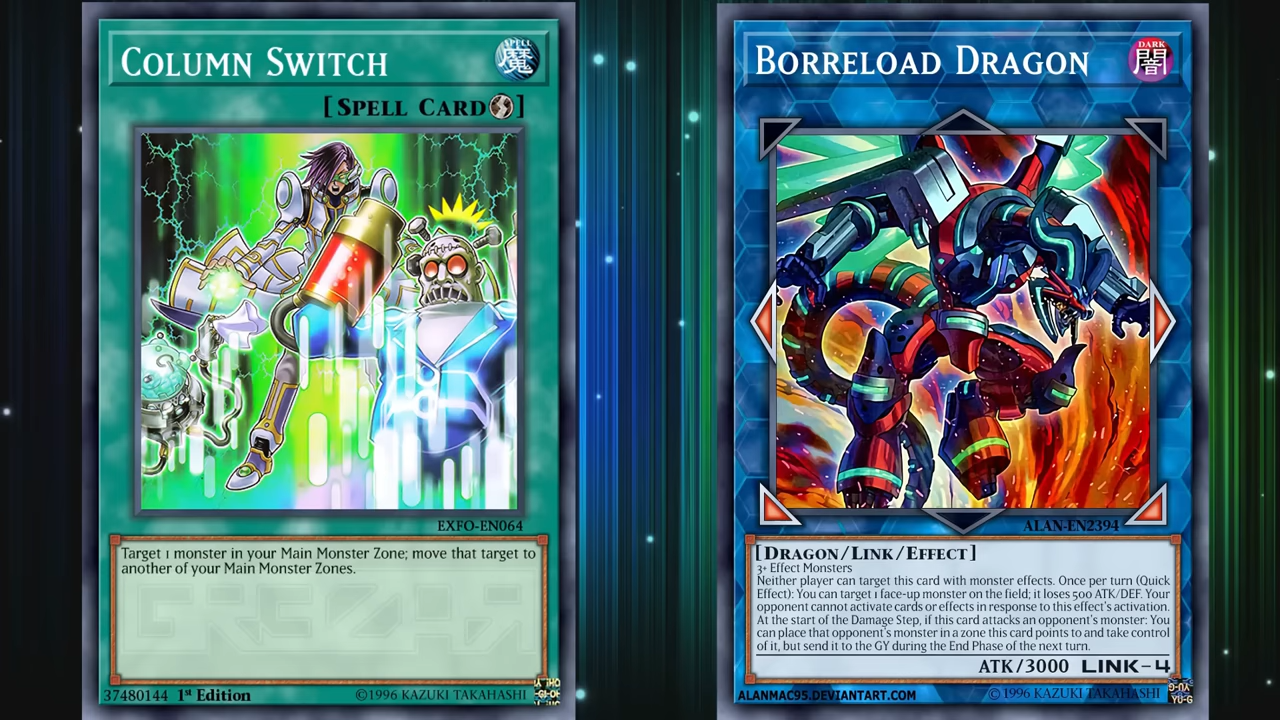 COLUMN SWITCH
SPELL
魔
[SPELL CARD]
EXFO-EN064
Target 1 monster in your Main Monster Zone; move that target to
another of your Main Monster Zones.
37480144 1st Edition
©1996 KAZUKI TAKAHASHI
BORRELOAD DRAGON
DARK
闇
ALAN-EN2394
[DRAGON/LINK/EFFECT]
3+ Effect Monsters
Neither player can target this card with monster effects. Once per turn (Quick
Effect): You can target 1 face-up monster on the field; it loses 500 ATK/DEF. Your
opponent cannot activate cards or effects in response to this effect's activation.
At the start of the Damage Step, if this card attacks an opponent's monster: You
can place that opponent's monster in a zone this card points to and take control
of it, but send it to the GY during the End Phase of the next turn.
ATK/3000 LINK-4
ALANMAC95.DEVIANTART.COM
©1996 KAZUKI TAKAHASHI